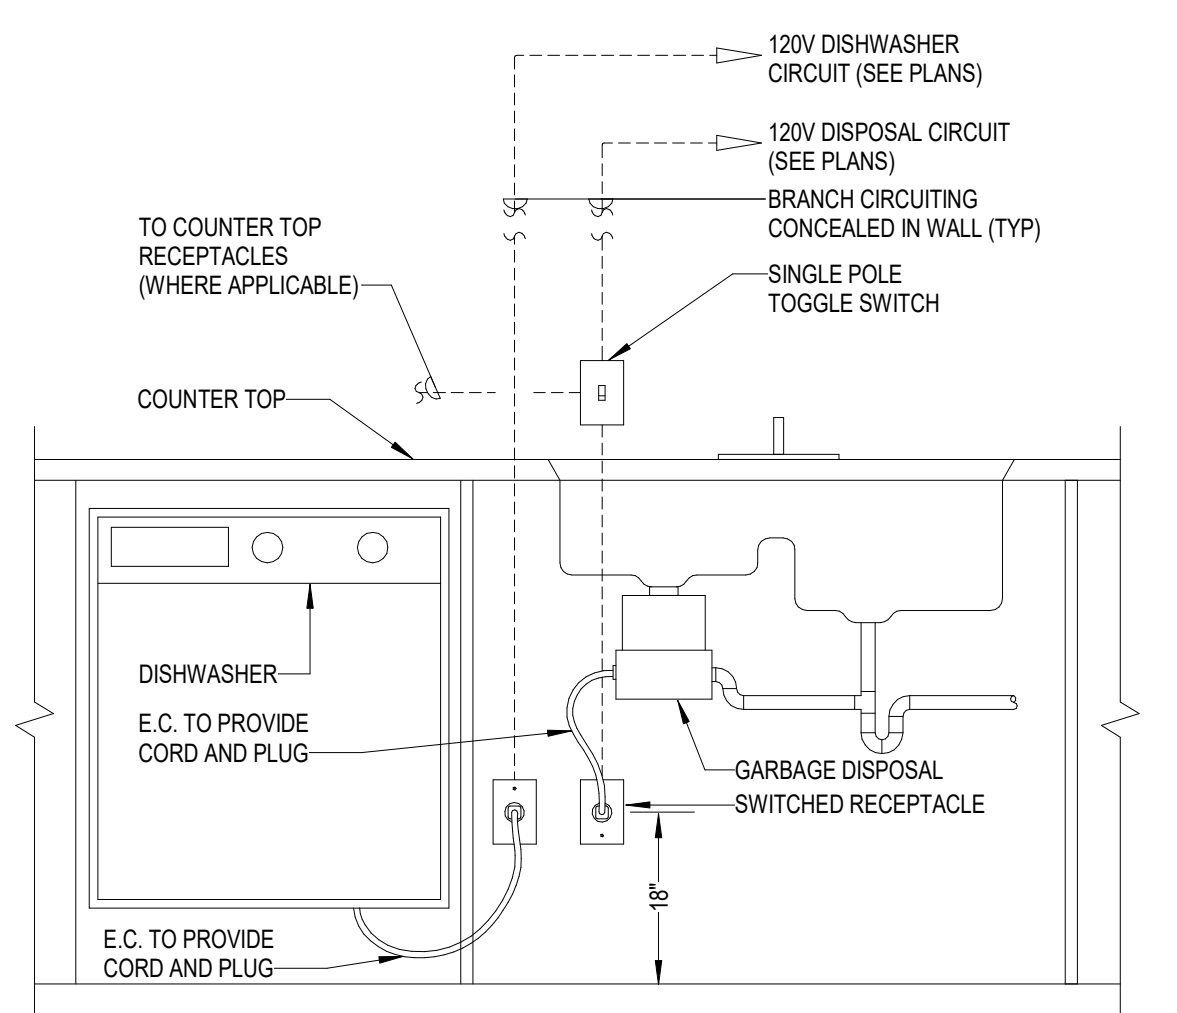 120V DISHWASHER
CIRCUIT (SEE PLANS)
120V DISPOSAL CIRCUIT
(SEE PLANS)
BRANCH CIRCUITING
CONCEALED IN WALL (TYP)
TO COUNTER TOP
RECEPTACLES
(WHERE APPLICABLE)
SINGLE POLE
TOGGLE SWITCH
COUNTER TOP
DISHWASHER
E.C. TO PROVIDE
CORD AND PLUG
GARBAGE DISPOSAL
SWITCHED RECEPTACLE
18"
E.C. TO PROVIDE
CORD AND PLUG